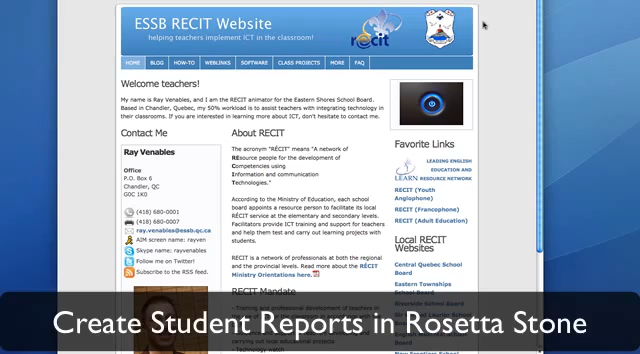 ESSB RECIT Website
helping teachers implement ICT in the classroom!
recit
HOME BLOG HOW-TO WEBLINKS SOFTWARE CLASS PROJECTS MORE FAQ
Welcome teachers!
My name is Ray Venables, and I am the RECIT animator for the Eastern Shores School Board.
Based in Chandler, Quebec, my 50% workload is to assist teachers with integrating technology in
their classrooms. If you are interested in learning more about ICT, don't hesitate to contact me.
Contact Me
Ray Venables
Office
P.O. Box 6
Chandler, QC
G0C 1K0
(418) 680-0001
(418) 680-0007
ray.venables@essb.qc.ca
AIM screen name: rayven
Skype name: rayvenables
Follow me on Twitter!
Subscribe to the RSS feed.
About RECIT
The acronym "RÉCIT" means "A network of
REsource people for the development of
Competencies using
Information and communication
Technologies."
According to the Ministry of Education, each school
board appoints a resource person to facilitate its local
RÉCIT service at the elementary and secondary levels.
Facilitators provide ICT training and support for teachers
and help them test and carry out learning projects with
students.
RECIT is a network of professionals at both the regional
and the provincial levels. Read more about the RÉCIT
Ministry Orientations here.
RECIT Mandate
- Technology watch
Favorite Links
LEARN
LEADING ENGLISH
EDUCATION AND
RESOURCE NETWORK
RECIT (Youth
Anglophone)
RECIT (Francophone)
RECIT (Adult Education)
Local RECIT
Websites
Central Quebec School
Board
Eastern Townships
School Board
Riverside School Board
Create Student Reports in Rosetta Stone